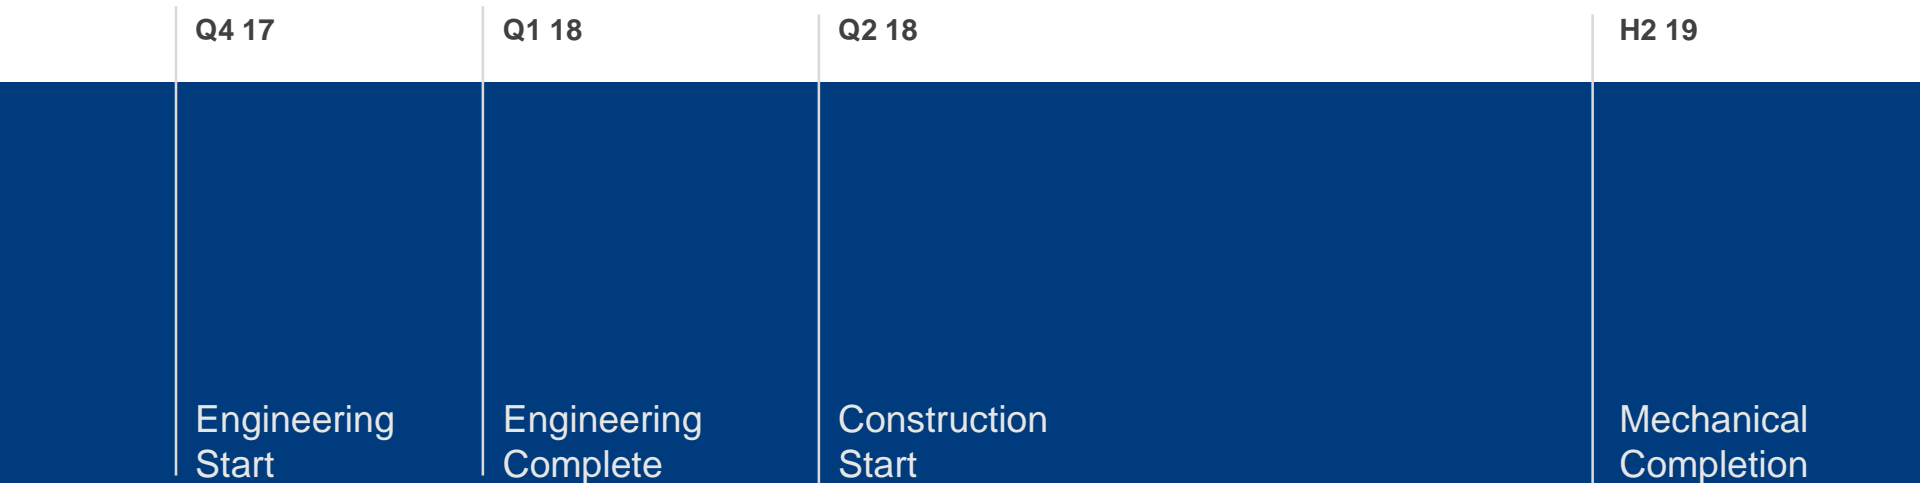 Q4 17
Q1 18
Q2 18
H2 19
Engineering
Start
Engineering
Complete
Construction
Start
Mechanical
Completion